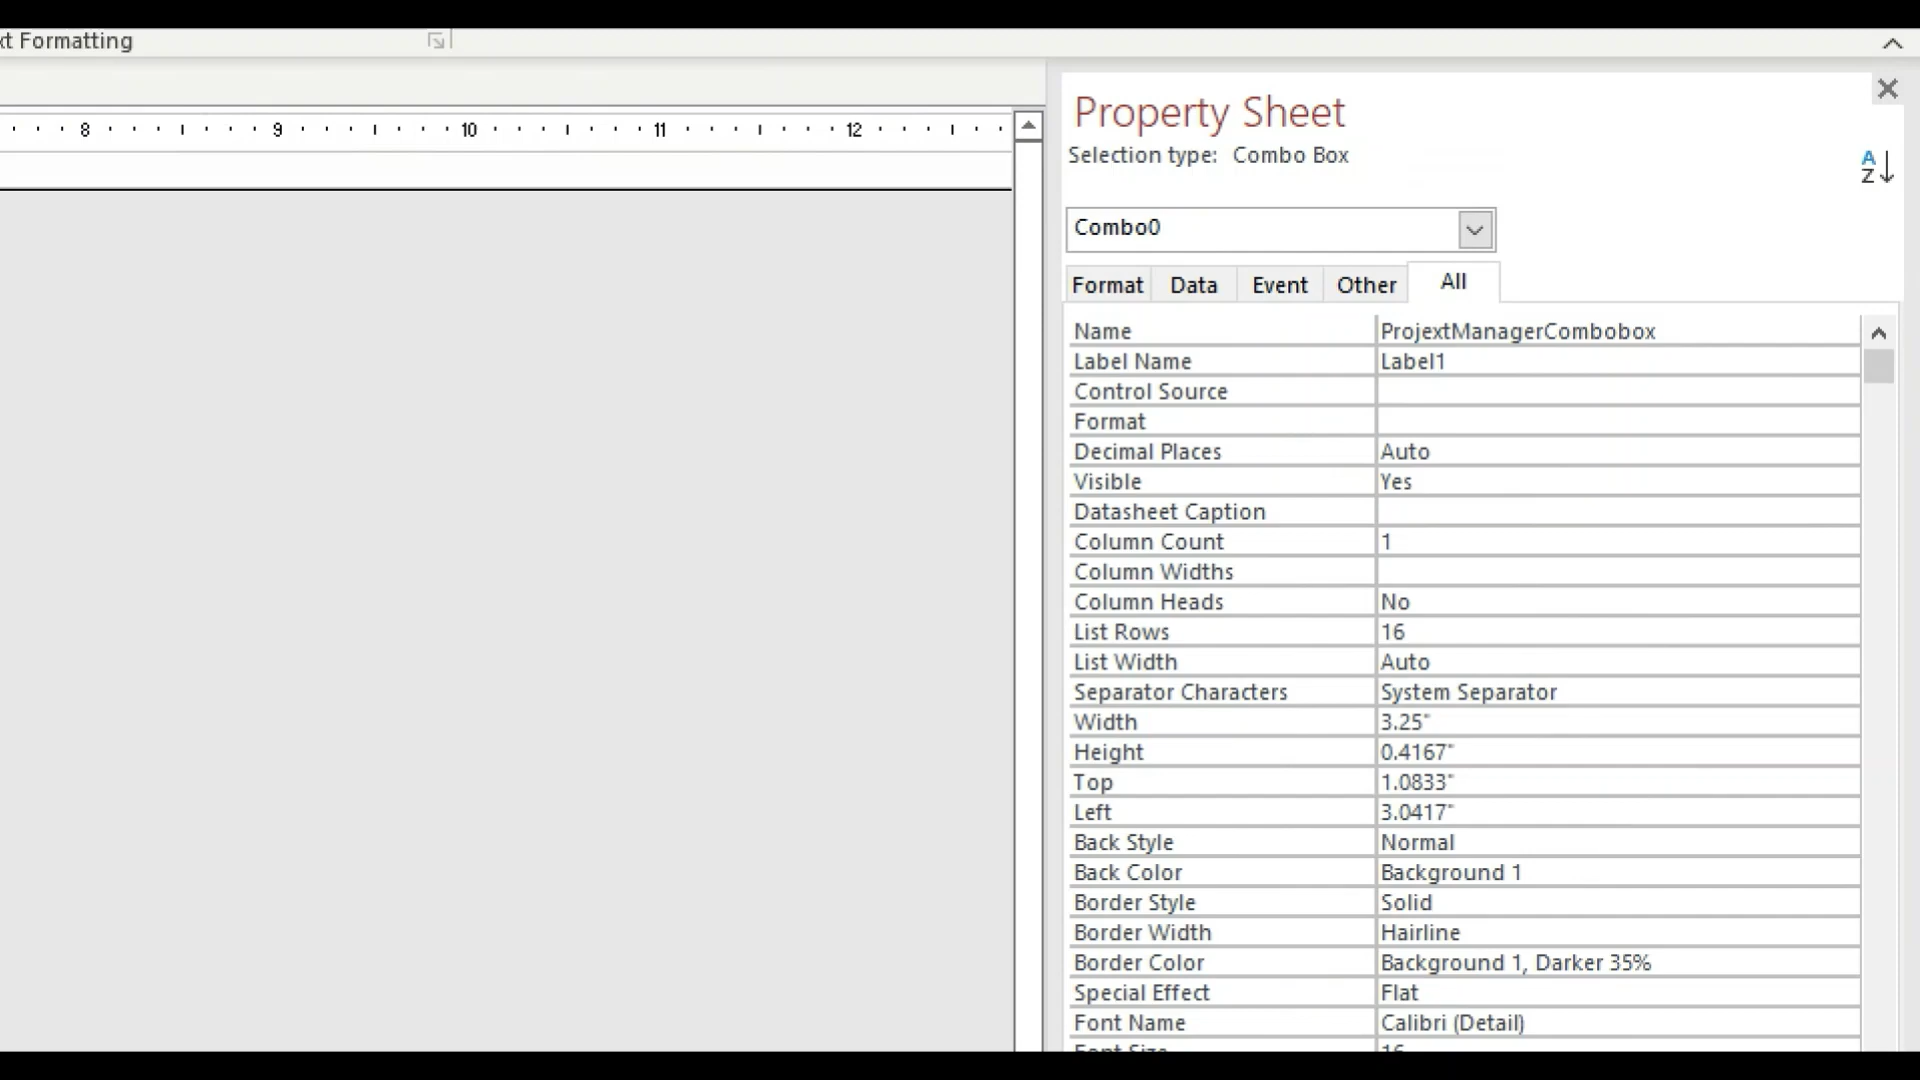 xt Formatting
8 9 10 11 12
Property Sheet
Selection type: Combo Box
A
Z
Combo0
Format Data Event Other All
Name ProjextManagerCombobox
Label Name Label1
Control Source
Format
Decimal Places Auto
Visible Yes
Datasheet Caption
Column Count 1
Column Widths
Column Heads No
List Rows 16
List Width Auto
Separator Characters System Separator
Width 3.25"
Height 0.4167"
Top 1.0833"
Left 3.0417"
Back Style Normal
Back Color Background 1
Border Style Solid
Border Width Hairline
Border Color Background 1, Darker 35%
Special Effect Flat
Font Name Calibri (Detail)
Font Size 16